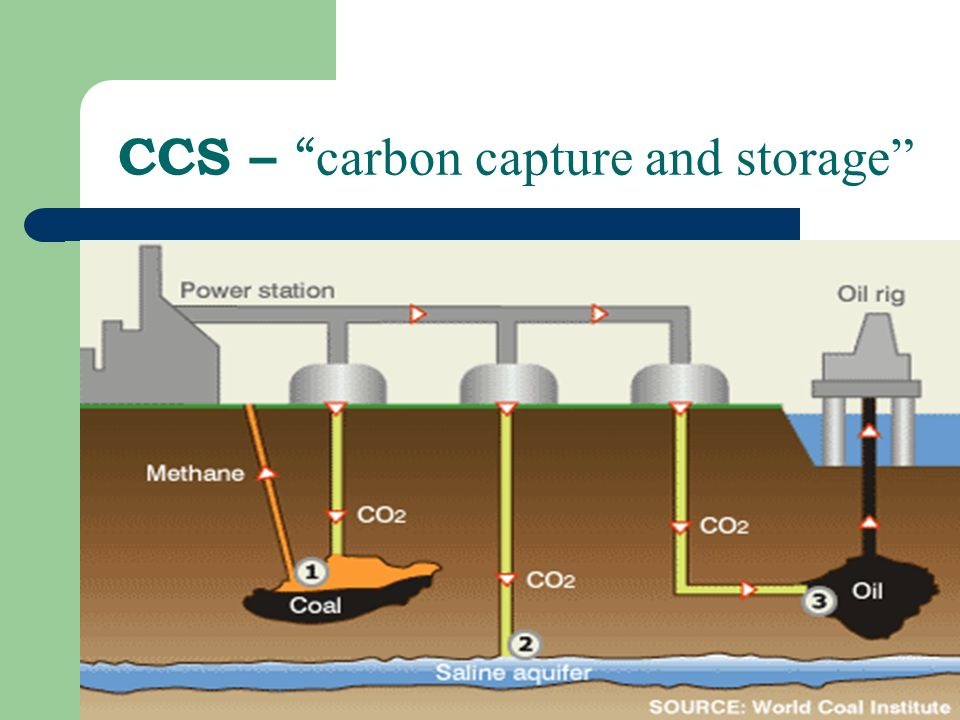 CCS – “carbon capture and storage”
Power station
Oil rig
Methane
CO2
CO2
CO2
1
Coal
Oil
3
2
Saline aquifer
SOURCE: World Coal Institute